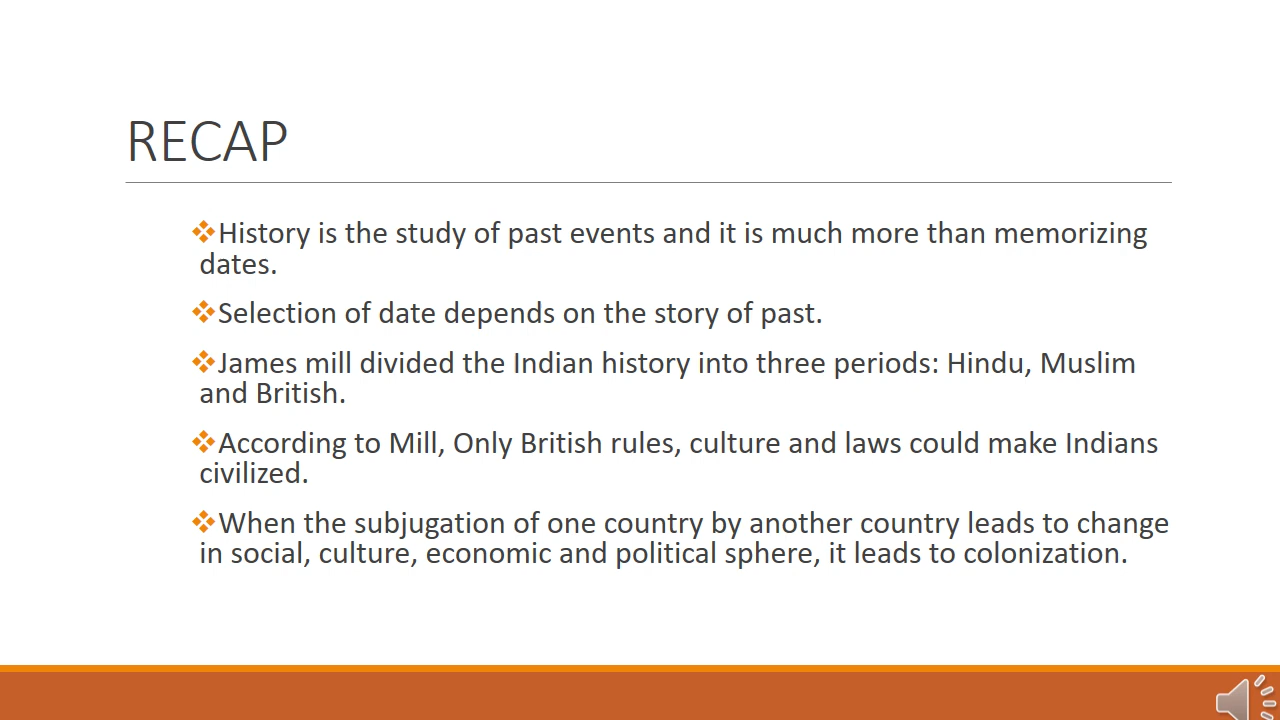 RECAP
❖History is the study of past events and it is much more than memorizing
dates.
❖Selection of date depends on the story of past.
❖James mill divided the Indian history into three periods: Hindu, Muslim
and British.
❖According to Mill, Only British rules, culture and laws could make Indians
civilized.
❖When the subjugation of one country by another country leads to change
in social, culture, economic and political sphere, it leads to colonization.